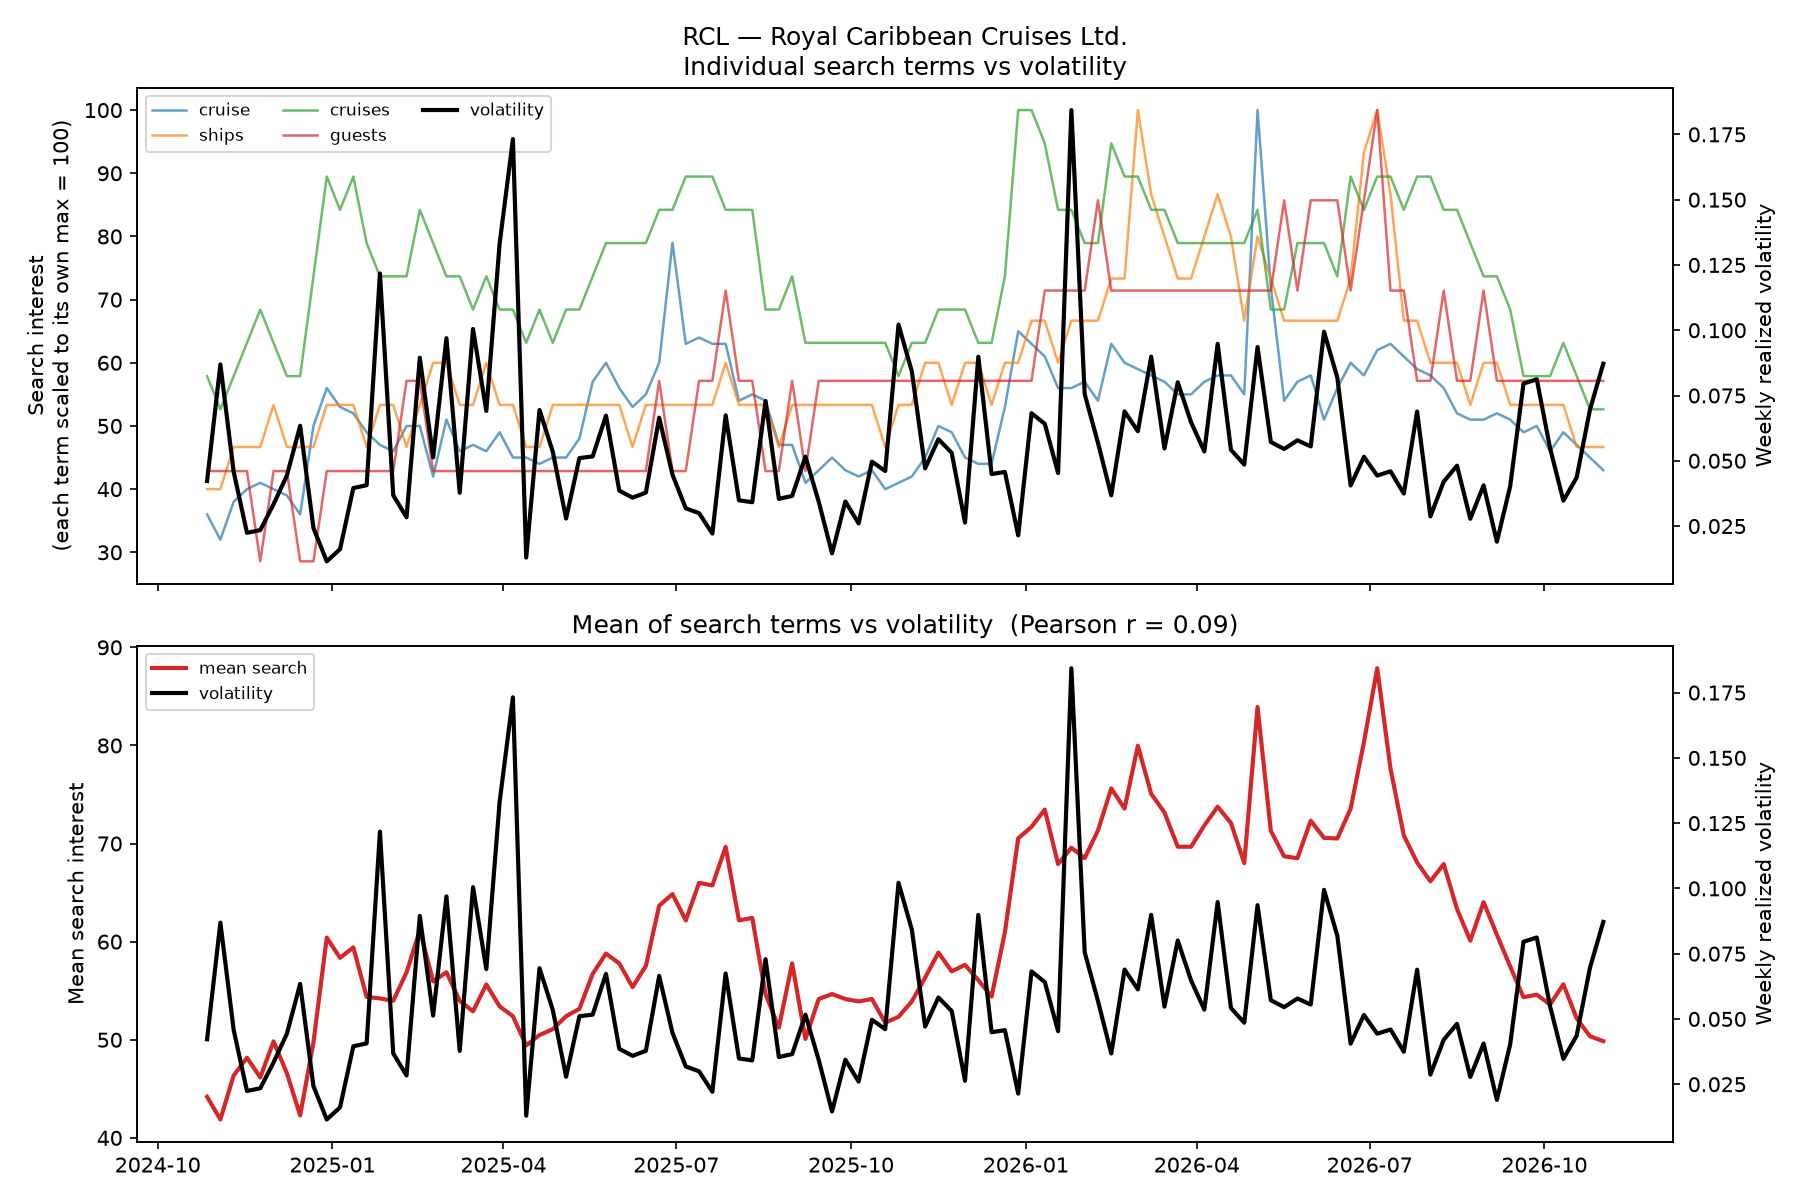 RCL — Royal Caribbean Cruises Ltd.
Individual search terms vs volatility
cruise
ships
cruises
guests
volatility
Search interest
(each term scaled to its own max = 100)
100
90
80
70
60
50
40
30
0.175
0.150
0.125
0.100
0.075
0.050
0.025
Weekly realized volatility
Mean of search terms vs volatility  (Pearson r = 0.09)
mean search
volatility
Mean search interest
90
80
70
60
50
40
0.175
0.150
0.125
0.100
0.075
0.050
0.025
Weekly realized volatility
2024-10
2025-01
2025-04
2025-07
2025-10
2026-01
2026-04
2026-07
2026-10